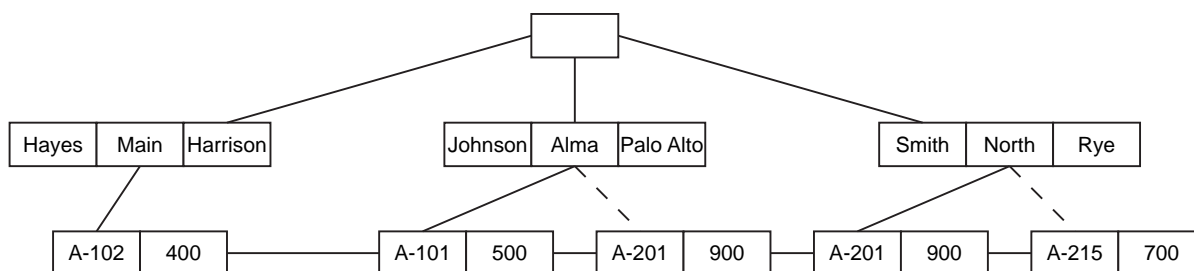 Hayes Main Harrison Johnson Alma Palo Alto Smith North Rye
A-102 400 A-101 500 A-201 900 A-201 900 A-215 700